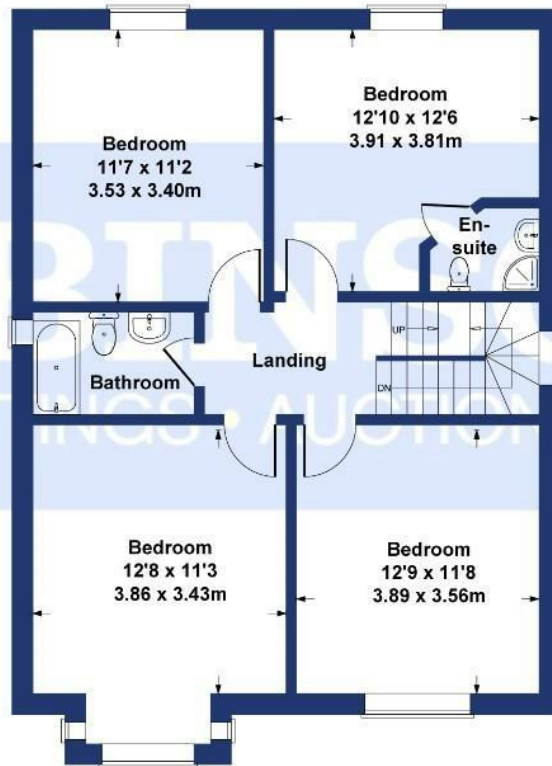 Bedroom
11'7 x 11'2
3.53 x 3.40m
Bedroom
12'10 x 12'6
3.91 x 3.81m
En-
suite
UP
Landing
Bathroom
DN
Bedroom
12'8 x 11'3
3.86 x 3.43m
Bedroom
12'9 x 11'8
3.89 x 3.56m